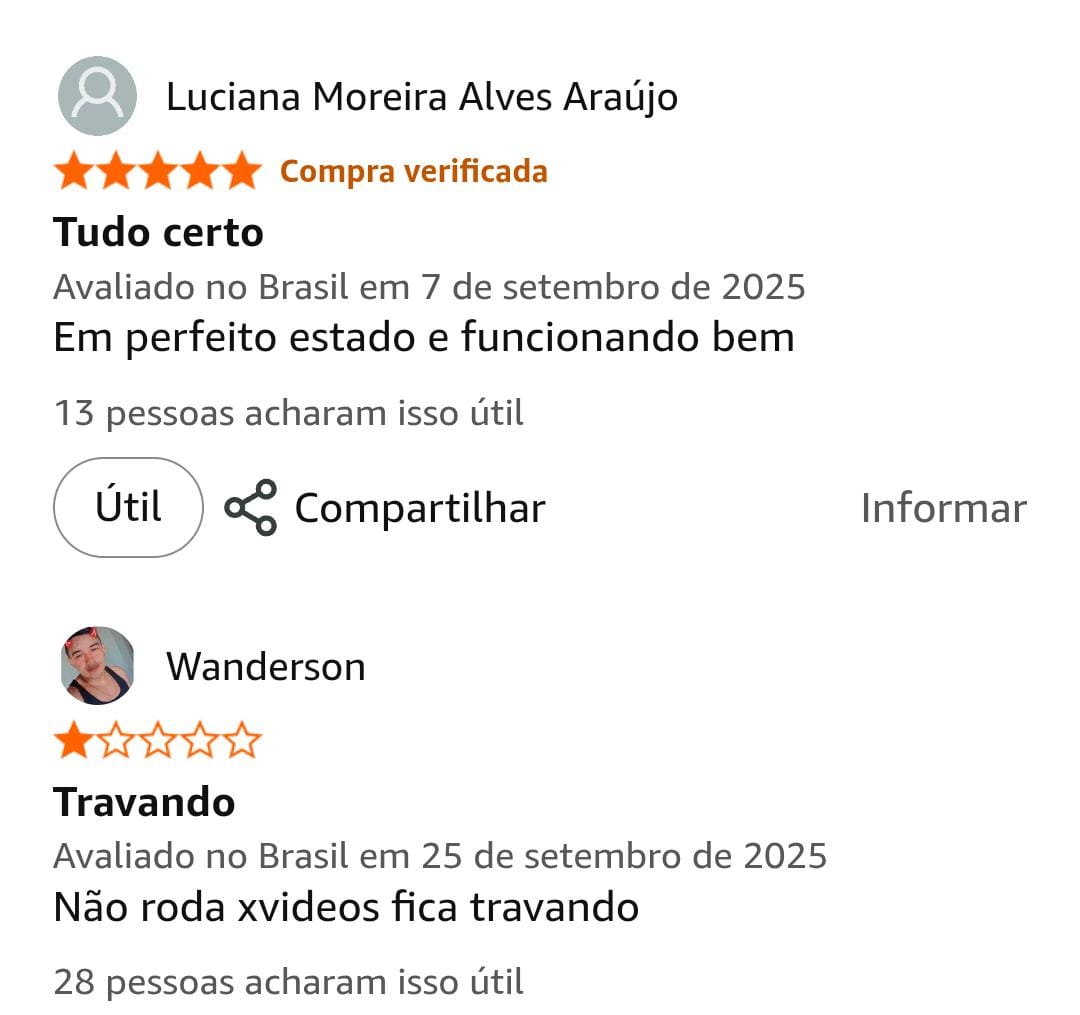 Luciana Moreira Alves Araújo
Compra verificada
Tudo certo
Avaliado no Brasil em 7 de setembro de 2025
Em perfeito estado e funcionando bem
13 pessoas acharam isso útil
Útil Compartilhar Informar
Wanderson
Travando
Avaliado no Brasil em 25 de setembro de 2025
Não roda xvideos fica travando
28 pessoas acharam isso útil